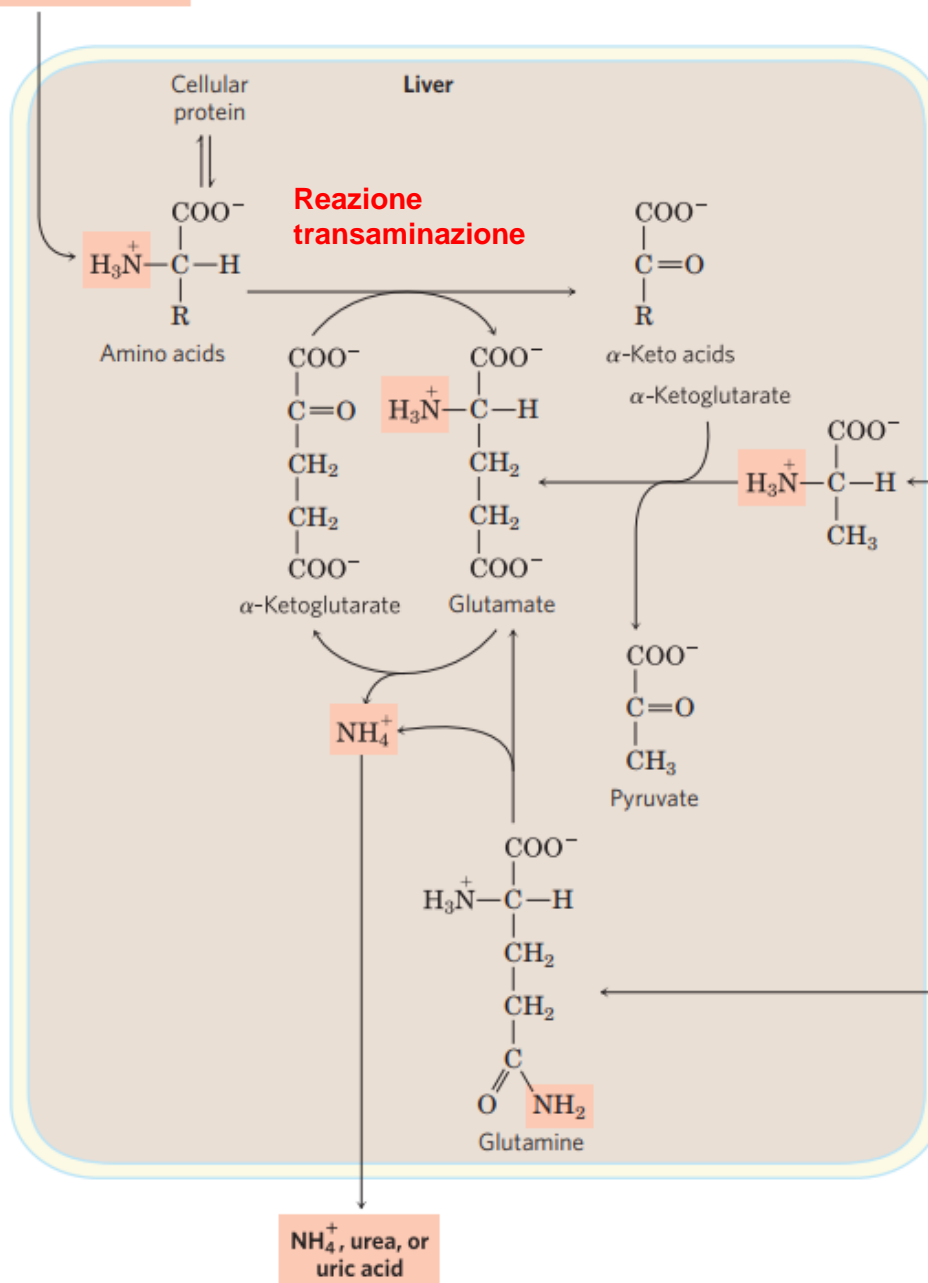 Cellular
protein
Liver
Reazione
transaminazione
COO⁻
H₃N⁺—C—H
R
Amino acids
COO⁻
C=O
R
α-Keto acids
COO⁻
C=O
CH₂
CH₂
COO⁻
α-Ketoglutarate
COO⁻
H₃N⁺—C—H
CH₂
CH₂
COO⁻
Glutamate
α-Ketoglutarate
COO⁻
H₃N⁺—C—H
CH₃
COO⁻
C=O
CH₃
Pyruvate
NH₄⁺
COO⁻
H₃N⁺—C—H
CH₂
CH₂
C
O NH₂
Glutamine
NH₄⁺, urea, or
uric acid